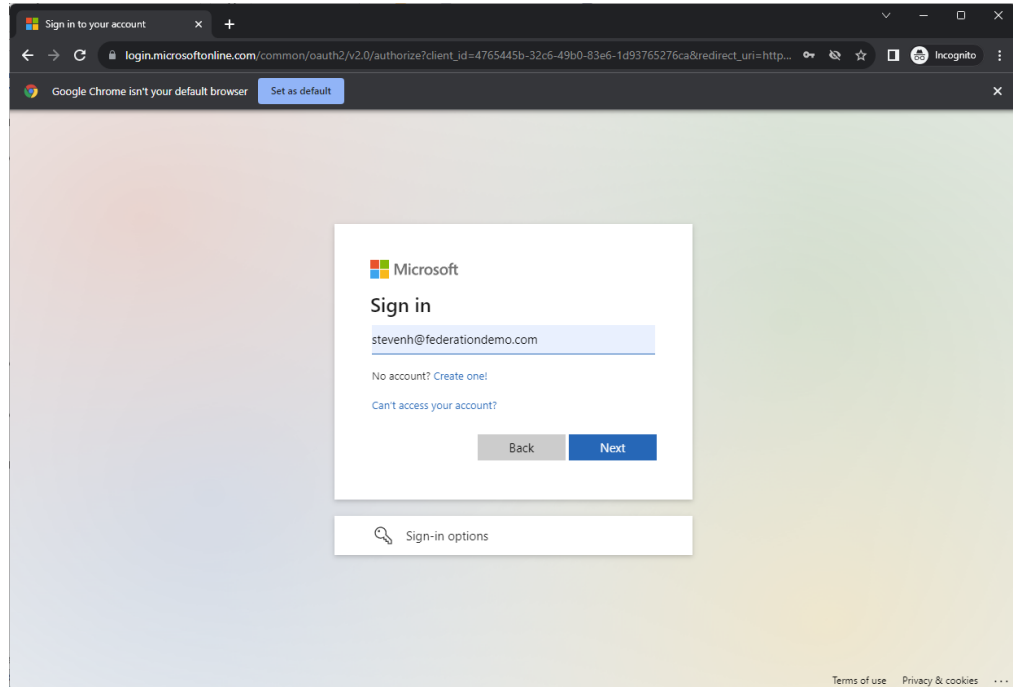 Sign in to your account
login.microsoftonline.com/common/oauth2/v2.0/authorize?client_id=4765445b-32c6-49b0-83e6-1d93765276ca&redirect_uri=http...
Incognito
Google Chrome isn't your default browser
Set as default
Microsoft
Sign in
stevenh@federationdemo.com
No account? Create one!
Can't access your account?
Back
Next
Sign-in options
Terms of use
Privacy & cookies
...